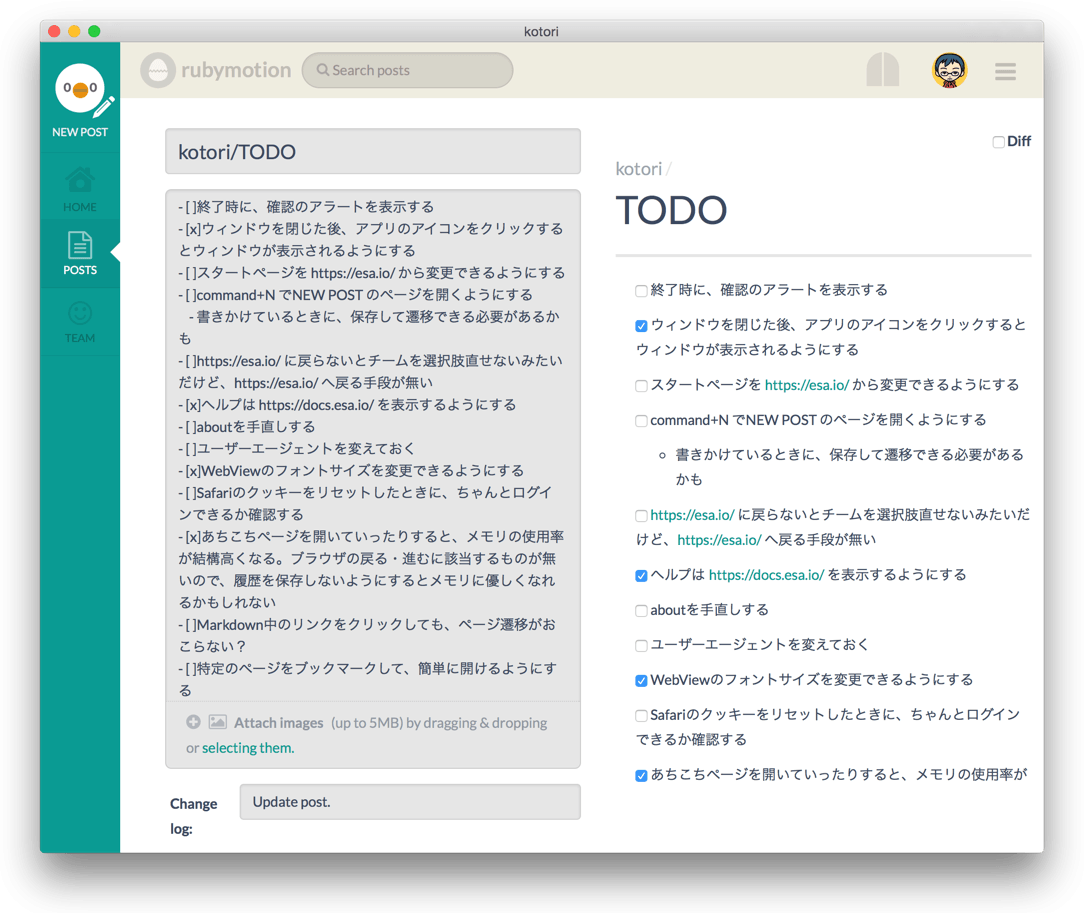 kotori
rubymotion
Search posts
NEW POST
HOME
POSTS
TEAM
kotori/TODO
- [ ]終了時に、確認のアラートを表示する
- [x]ウィンドウを閉じた後、アプリのアイコンをクリックする
とウィンドウが表示されるようにする
- [ ]スタートページを https://esa.io/ から変更できるようにする
- [ ]command+N でNEW POST のページを開くようにする
- 書きかけているときに、保存して遷移できる必要があるか
も
- [ ]https://esa.io/ に戻らないとチームを選択肢直せないみたい
だけど、https://esa.io/ へ戻る手段が無い
- [x]ヘルプは https://docs.esa.io/ を表示するようにする
- [ ]aboutを手直しする
- [ ]ユーザーエージェントを変えておく
- [x]WebViewのフォントサイズを変更できるようにする
- [ ]Safariのクッキーをリセットしたときに、ちゃんとログイ
ンできるか確認する
- [x]あちこちページを開いていったりすると、メモリの使用率
が結構高くなる。ブラウザの戻る・進むに該当するものが無
いので、履歴を保存しないようにするとメモリに優しくなれ
るかもしれない
- [ ]Markdown中のリンクをクリックしても、ページ遷移がお
こらない？
- [ ]特定のページをブックマークして、簡単に開けるようにす
る
Attach images (up to 5MB) by dragging & dropping
or selecting them.
Change
log:
Update post.
Diff
kotori /
TODO
終了時に、確認のアラートを表示する
ウィンドウを閉じた後、アプリのアイコンをクリックすると
ウィンドウが表示されるようにする
スタートページを https://esa.io/ から変更できるようにする
command+N でNEW POST のページを開くようにする
書きかけているときに、保存して遷移できる必要がある
かも
https://esa.io/ に戻らないとチームを選択肢直せないみたいだ
けど、https://esa.io/ へ戻る手段が無い
ヘルプは https://docs.esa.io/ を表示するようにする
aboutを手直しする
ユーザーエージェントを変えておく
WebViewのフォントサイズを変更できるようにする
Safariのクッキーをリセットしたときに、ちゃんとログイン
できるか確認する
あちこちページを開いていったりすると、メモリの使用率が